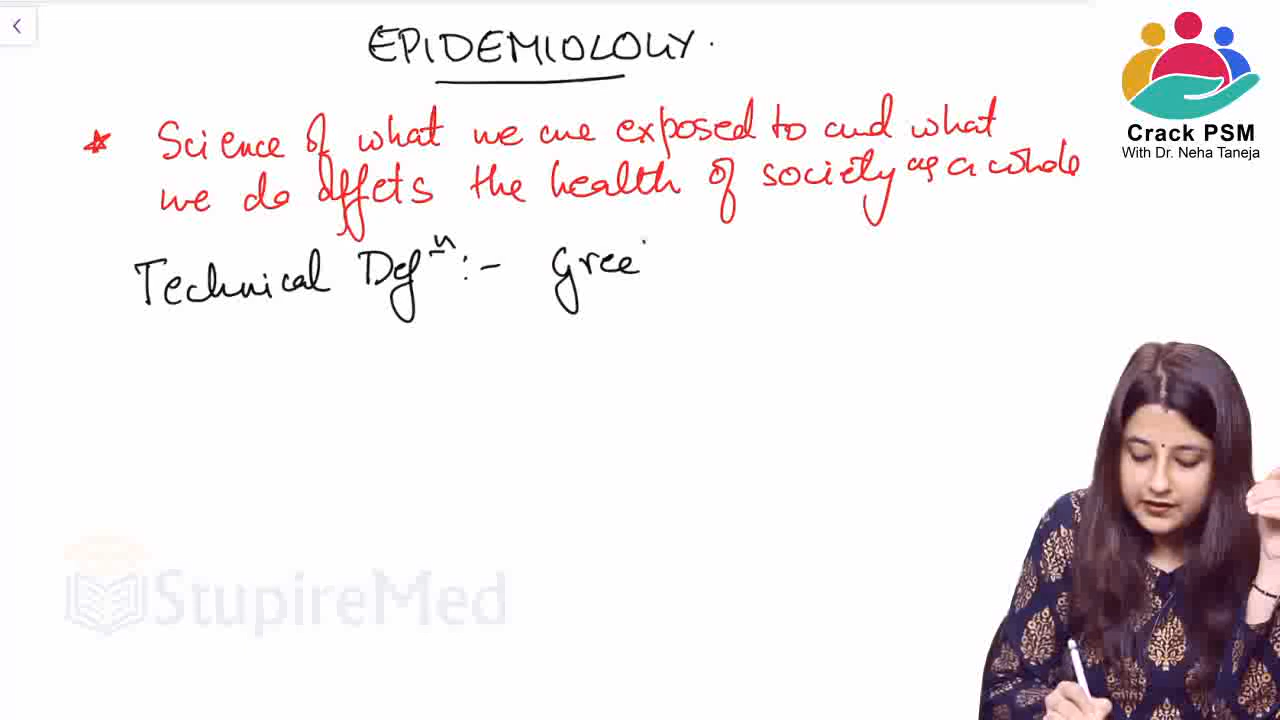 EPIDEMIOLOGY.
* Science of what we are exposed to and what
we do affets the health of society as a whole
Technical Defⁿ :- Gree
Crack PSM
With Dr. Neha Taneja
StupireMed